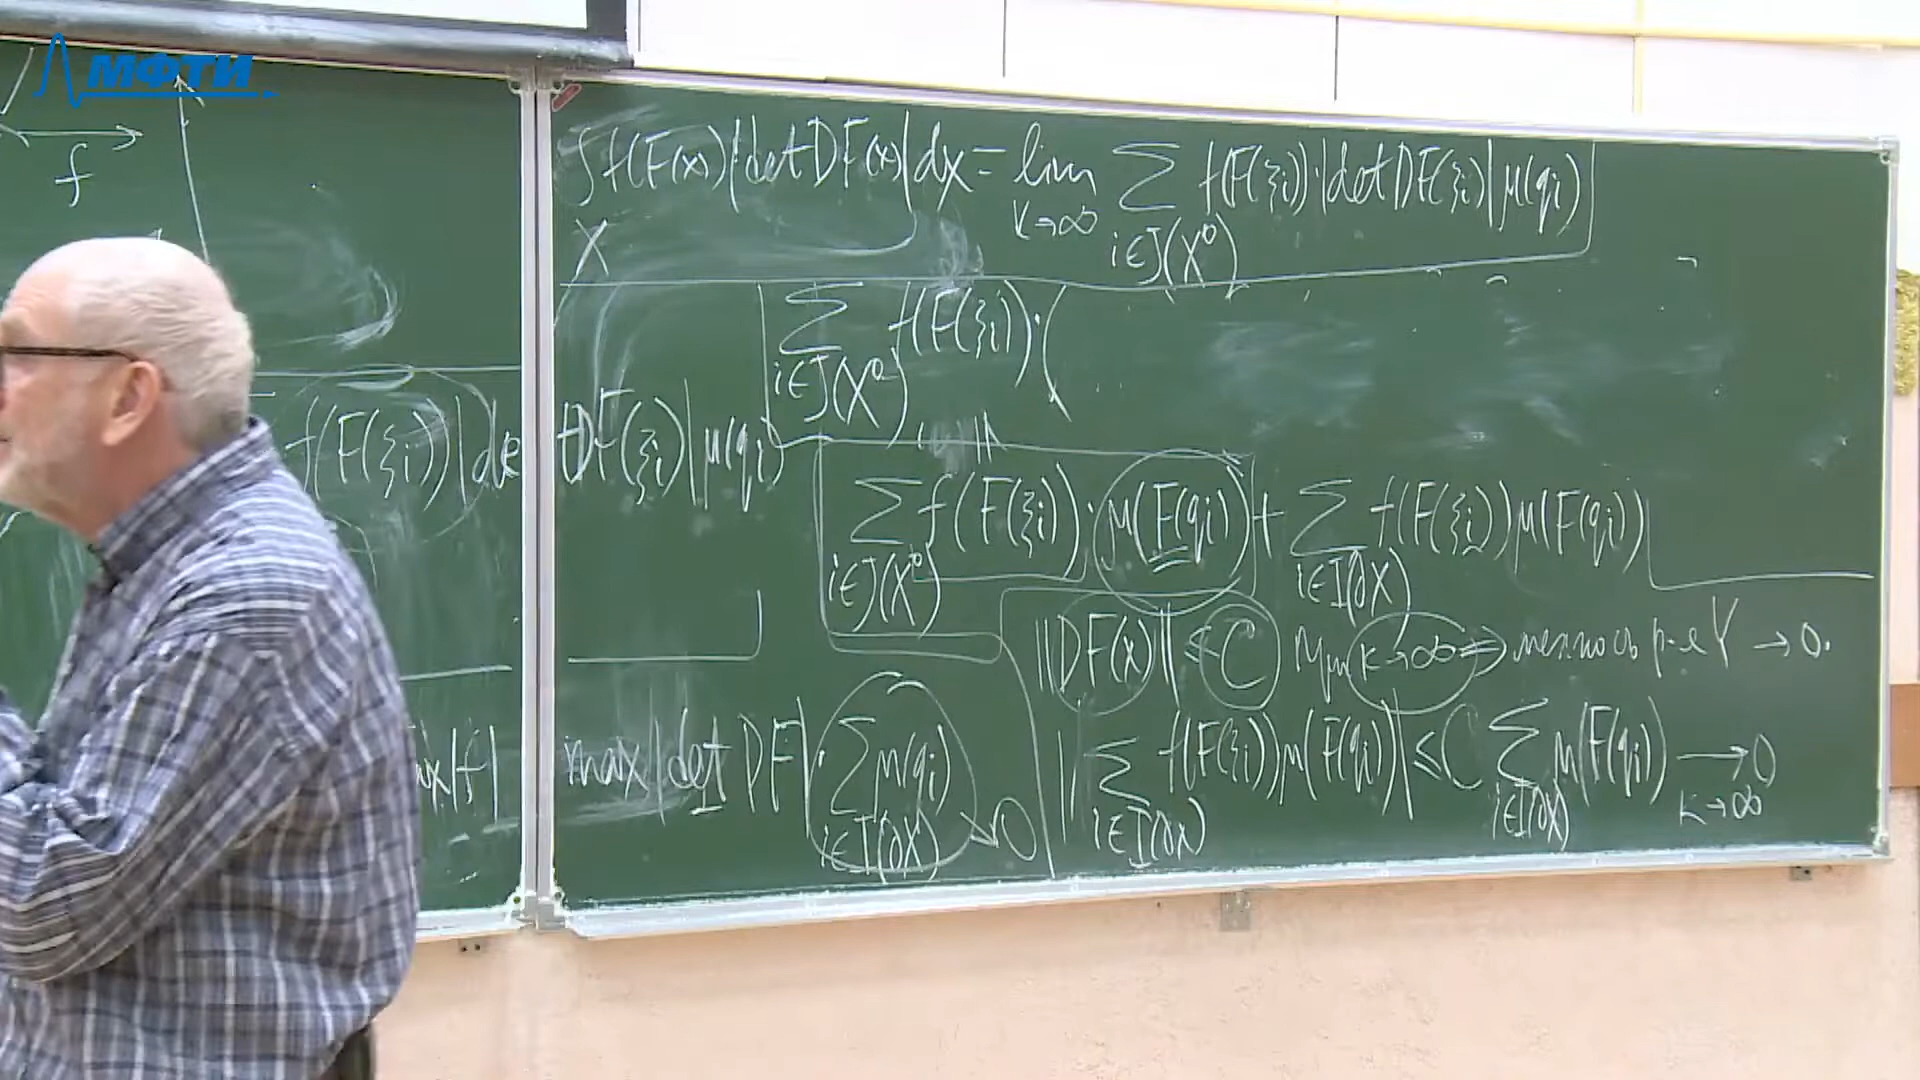 МФТИ
f
∫ f(F(x)) |det DF(x)| dx = lim ∑ f(F(ξi)) · |det DF(ξi)| μ(qi)
X k→∞ i∈J(X⁰)
∑ f(F(ξi)) · (
i∈J(X⁰)
f(F(ξi)) |det DF(ξi)| μ(qi)
∑ f(F(ξi)) · μ(F(qi)) + ∑ f(F(ξi)) μ(F(qi))
i∈J(X⁰) i∈I(∂X)
||DF(x)|| ≤ C При k→∞ ⇒ мелкость р-я Y → 0.
max |f| max |det DF| · ∑ μ(qi) → 0
i∈I(∂X)
| ∑ f(F(ξi)) μ(F(qi)) | ≤ C ∑ μ(F(qi)) → 0
i∈I(∂X) i∈I(∂X) k→∞